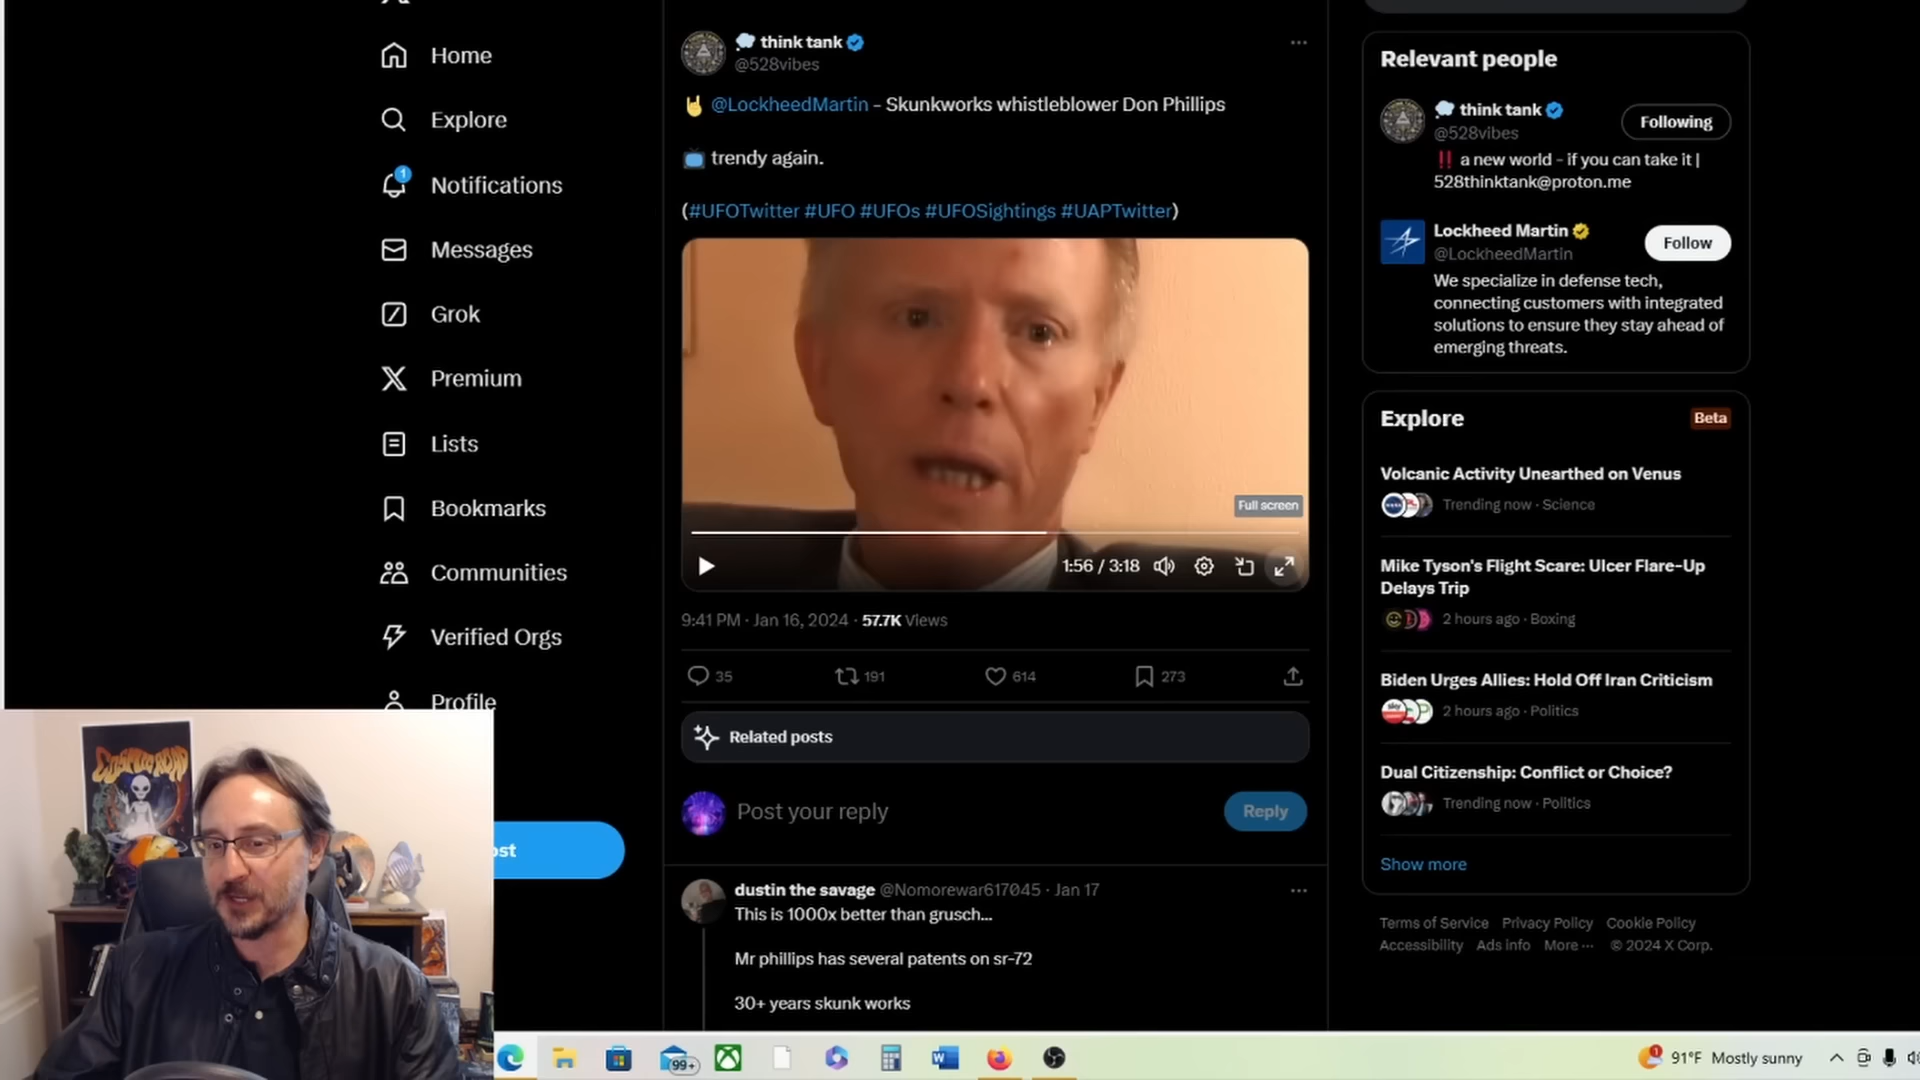 Home
Explore
1
Notifications
Messages
Grok
Premium
Lists
Bookmarks
Communities
Verified Orgs
Profile
ost
COSMIC ROAD
think tank
@528vibes
@LockheedMartin - Skunkworks whistleblower Don Phillips
trendy again.
(#UFOTwitter #UFO #UFOs #UFOSightings #UAPTwitter)
Full screen
1:56 / 3:18
9:41 PM · Jan 16, 2024 · 57.7K Views
35 191 614 273
Related posts
Post your reply
Reply
dustin the savage @Nomorewar617045 · Jan 17
This is 1000x better than grusch...
Mr phillips has several patents on sr-72
30+ years skunk works
Relevant people
think tank
@528vibes
Following
‼ a new world - if you can take it |
528thinktank@proton.me
Lockheed Martin
@LockheedMartin
Follow
We specialize in defense tech,
connecting customers with integrated
solutions to ensure they stay ahead of
emerging threats.
Explore
Beta
Volcanic Activity Unearthed on Venus
Trending now · Science
Mike Tyson's Flight Scare: Ulcer Flare-Up
Delays Trip
2 hours ago · Boxing
Biden Urges Allies: Hold Off Iran Criticism
sky
2 hours ago · Politics
Dual Citizenship: Conflict or Choice?
Trending now · Politics
Show more
Terms of Service Privacy Policy Cookie Policy
Accessibility Ads info More ··· © 2024 X Corp.
99+
W
1
91°F Mostly sunny